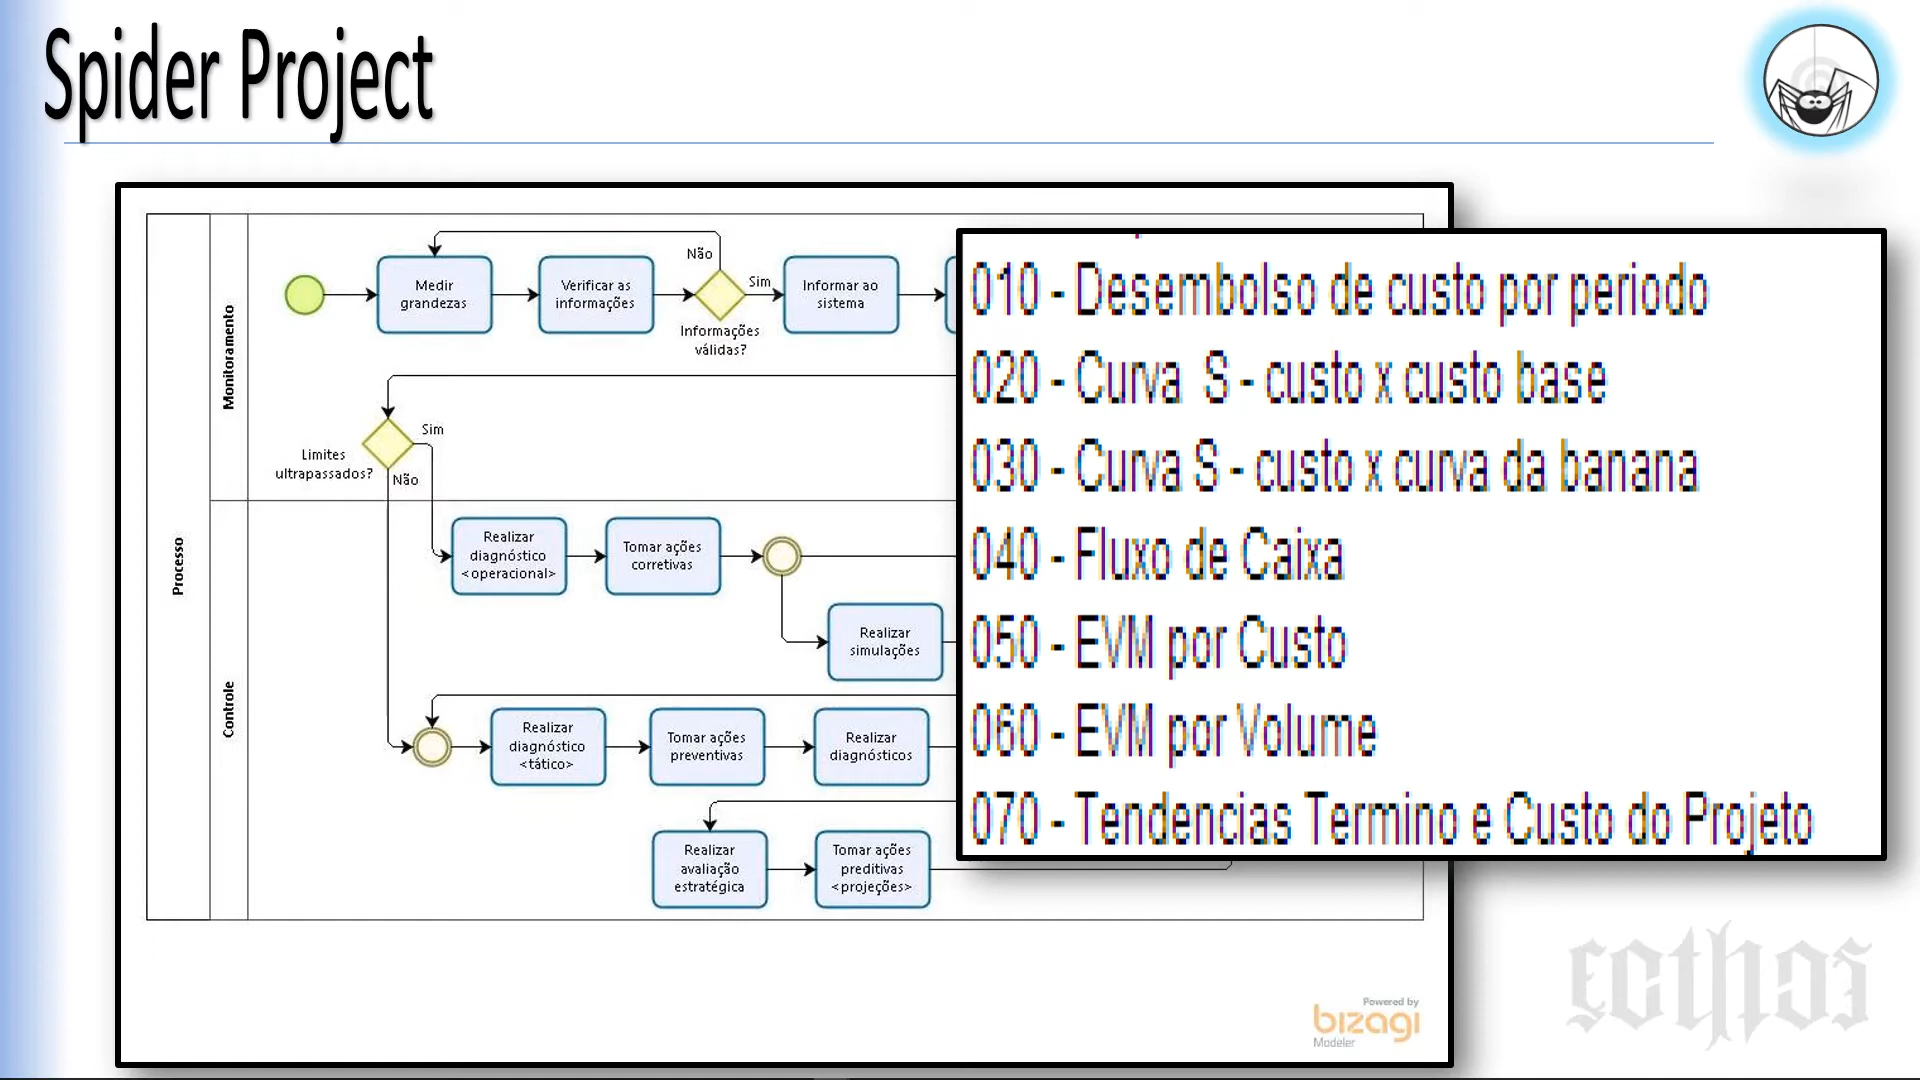 Spider Project
Processo
Monitoramento
Controle
Medir
grandezas
Verificar as
informações
Não
Sim
Informações
válidas?
Informar ao
sistema
Limites
ultrapassados?
Sim
Não
Realizar
diagnóstico
<operacional>
Tomar ações
corretivas
Realizar
simulações
Realizar
diagnóstico
<tático>
Tomar ações
preventivas
Realizar
diagnósticos
Realizar
avaliação
estratégica
Tomar ações
preditivas
<projeções>
010 - Desembolso de custo por periodo
020 - Curva S - custo x custo base
030 - Curva S - custo x curva da banana
040 - Fluxo de Caixa
050 - EVM por Custo
060 - EVM por Volume
070 - Tendencias Termino e Custo do Projeto
Powered by
bizagi
Modeler